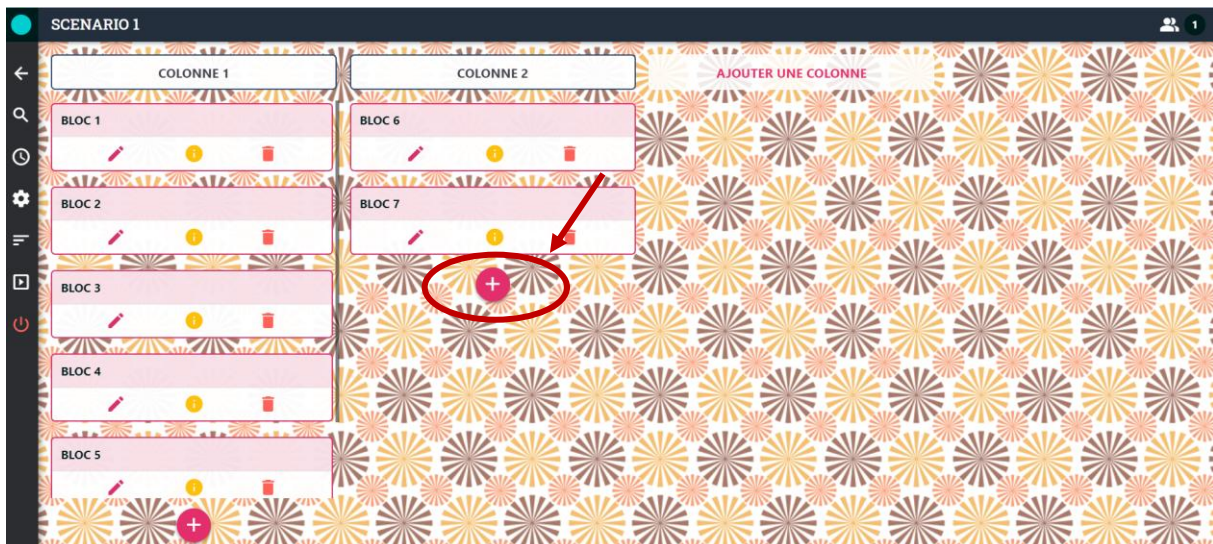 SCENARIO 1
1
COLONNE 1
COLONNE 2
AJOUTER UNE COLONNE
BLOC 1
BLOC 6
BLOC 2
BLOC 7
BLOC 3
BLOC 4
BLOC 5